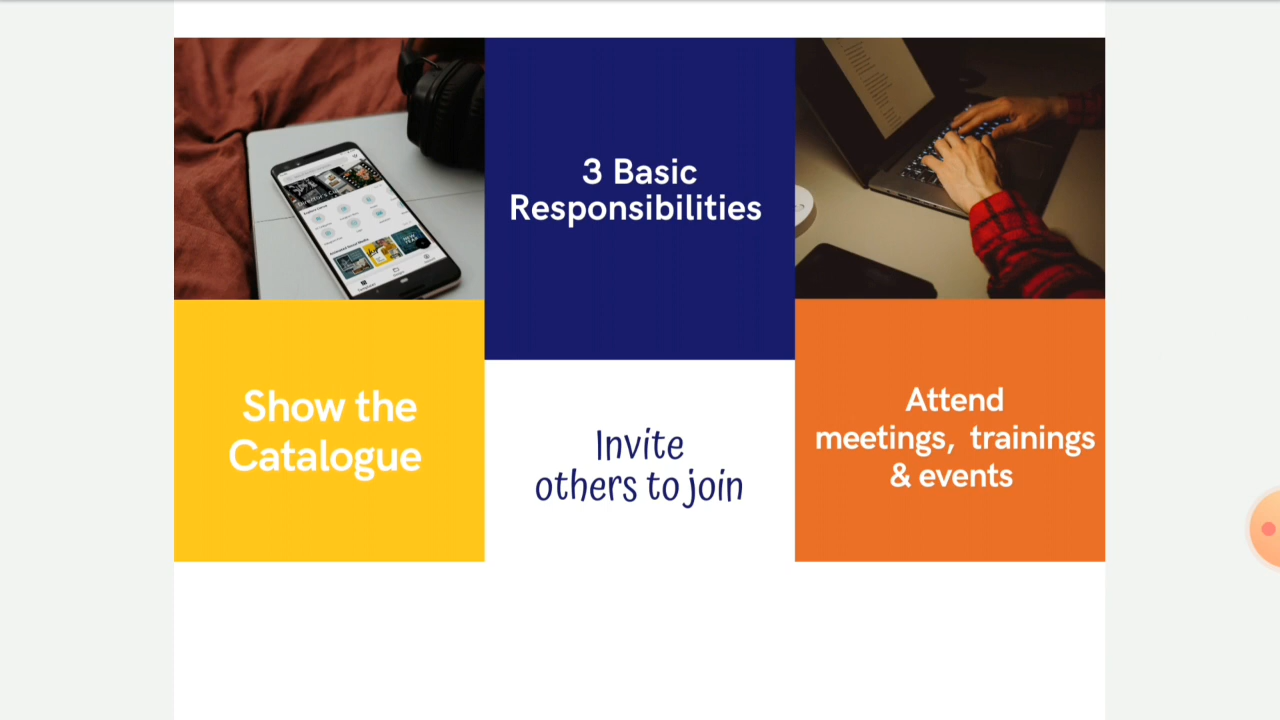 3 Basic
Responsibilities
Show the
Catalogue
Invite
others to join
Attend
meetings, trainings
& events